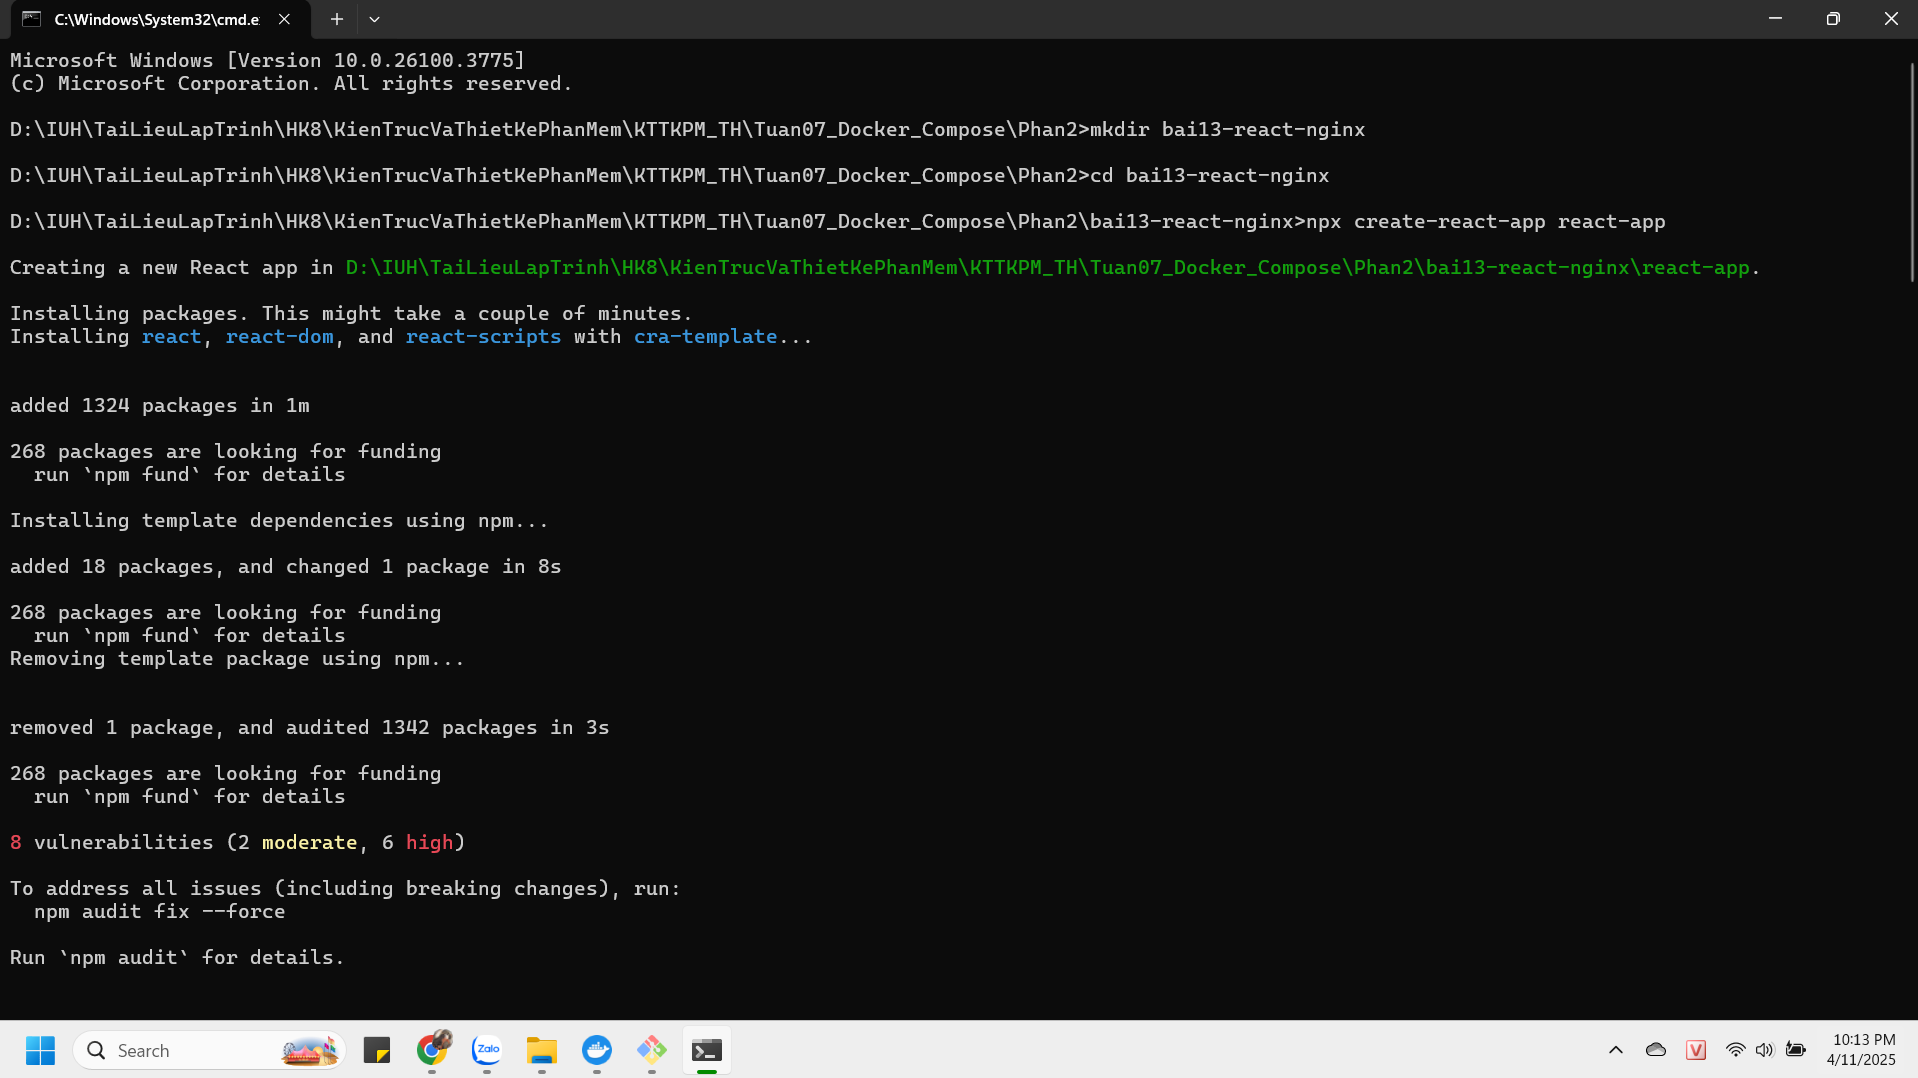 C:\Windows\System32\cmd.e
Microsoft Windows [Version 10.0.26100.3775]
(c) Microsoft Corporation. All rights reserved.
D:\IUH\TaiLieuLapTrinh\HK8\KienTrucVaThietKePhanMem\KTTKPM_TH\Tuan07_Docker_Compose\Phan2>mkdir bai13-react-nginx
D:\IUH\TaiLieuLapTrinh\HK8\KienTrucVaThietKePhanMem\KTTKPM_TH\Tuan07_Docker_Compose\Phan2>cd bai13-react-nginx
D:\IUH\TaiLieuLapTrinh\HK8\KienTrucVaThietKePhanMem\KTTKPM_TH\Tuan07_Docker_Compose\Phan2\bai13-react-nginx>npx create-react-app react-app
Creating a new React app in D:\IUH\TaiLieuLapTrinh\HK8\KienTrucVaThietKePhanMem\KTTKPM_TH\Tuan07_Docker_Compose\Phan2\bai13-react-nginx\react-app.
Installing packages. This might take a couple of minutes.
Installing react, react-dom, and react-scripts with cra-template...
added 1324 packages in 1m
268 packages are looking for funding
  run `npm fund` for details
Installing template dependencies using npm...
added 18 packages, and changed 1 package in 8s
268 packages are looking for funding
  run `npm fund` for details
Removing template package using npm...
removed 1 package, and audited 1342 packages in 3s
268 packages are looking for funding
  run `npm fund` for details
8 vulnerabilities (2 moderate, 6 high)
To address all issues (including breaking changes), run:
  npm audit fix --force
Run `npm audit` for details.
Search
Zalo
V
10:13 PM
4/11/2025